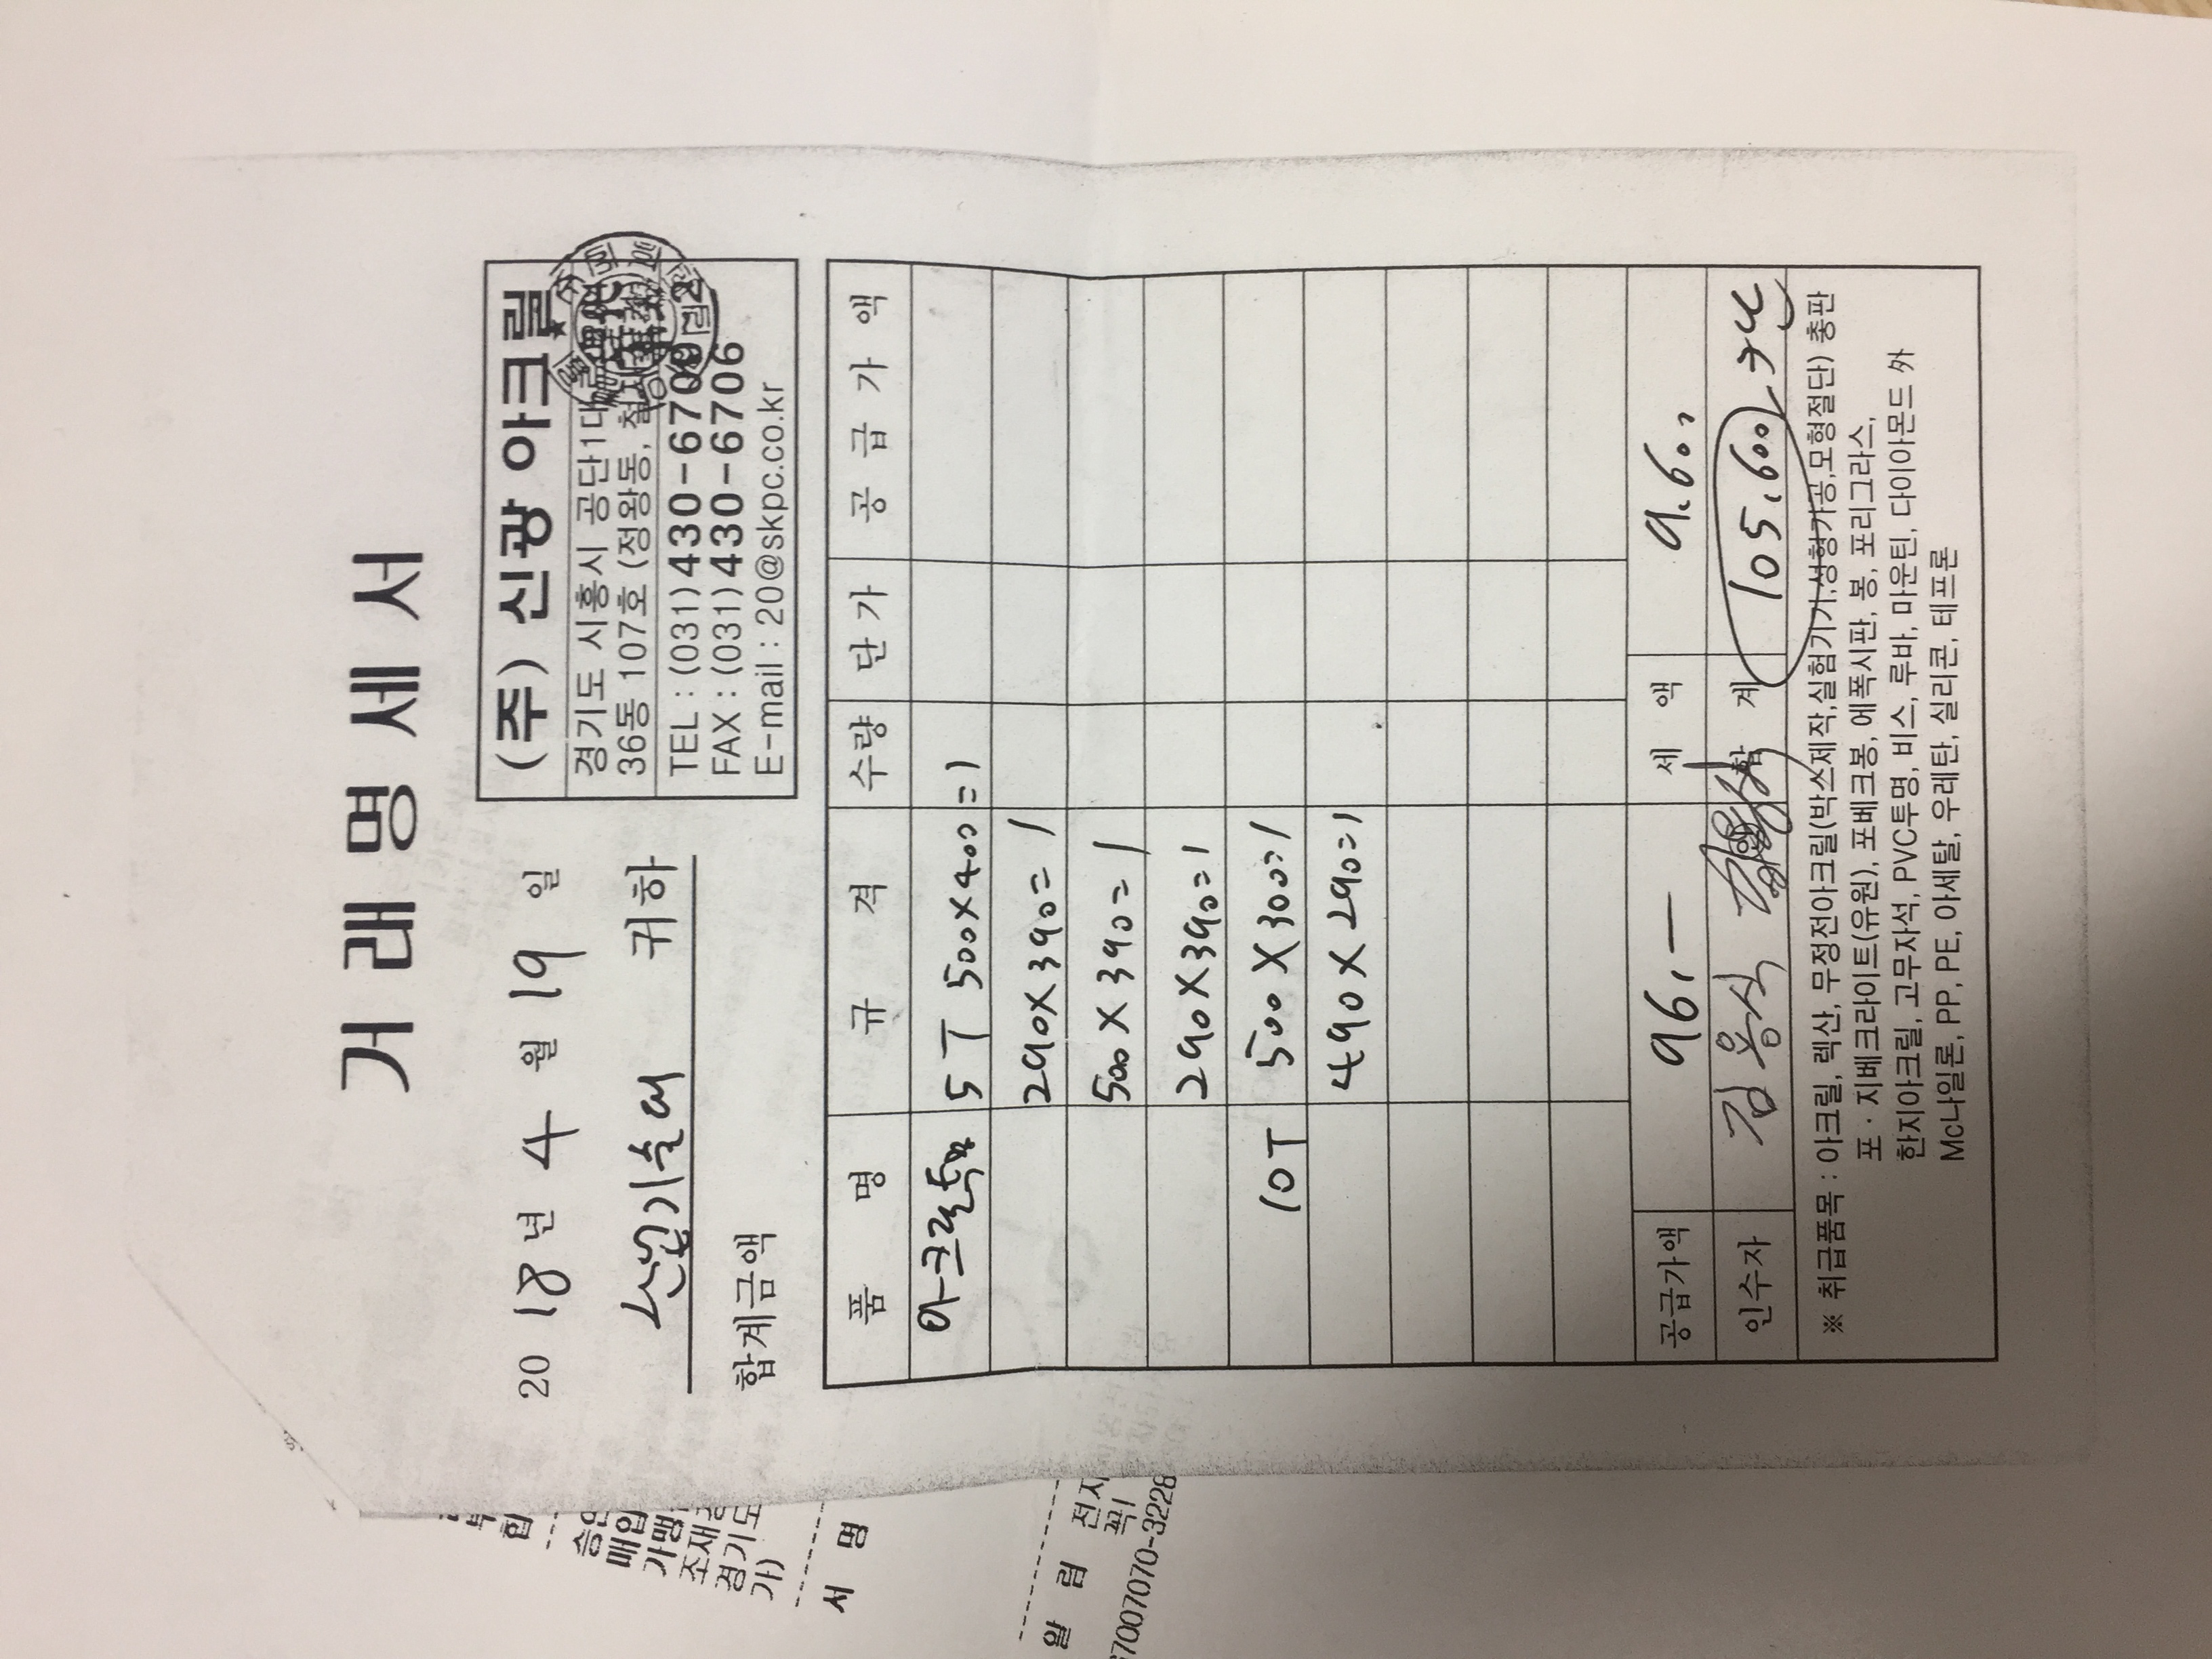 거래명세서
(주) 신광 아크릴
2018년 4월 19일
경기도 시흥시 공단1대로
36동 107호 (정왕동,
산업기술대 귀하
TEL : (031) 430-6700~2
FAX : (031) 430-6706
합계금액
E-mail : 20@skpc.co.kr
품명 규격 수량 단가 공급가액
아크릴투명 5T 500×400=1
290×390=1
500×390=1
290×390=1
10T 500×300=1
490×290=1
공급가액 96,— 세액 9.600
인수자 김용식 인 합계 105,600
※ 취급품목 : 아크릴, 렉산, 무정전아크릴(박스제작,실험기기,성형가공,모형절단) 총판
포·지베크라이트(유원), 포베크봉, 에폭시판, 봉, 포리그라스,
한지아크릴, 고무자석, PVC투명, 비스, 루바, 마운틴, 다이아몬드 外
Mc나일론, PP, PE, 아세탈, 우레탄, 실리콘, 테프론
부
합
매입
가맹
조재
경기도
가)
서 명
알 림 전자
꼭!
67007070-3228